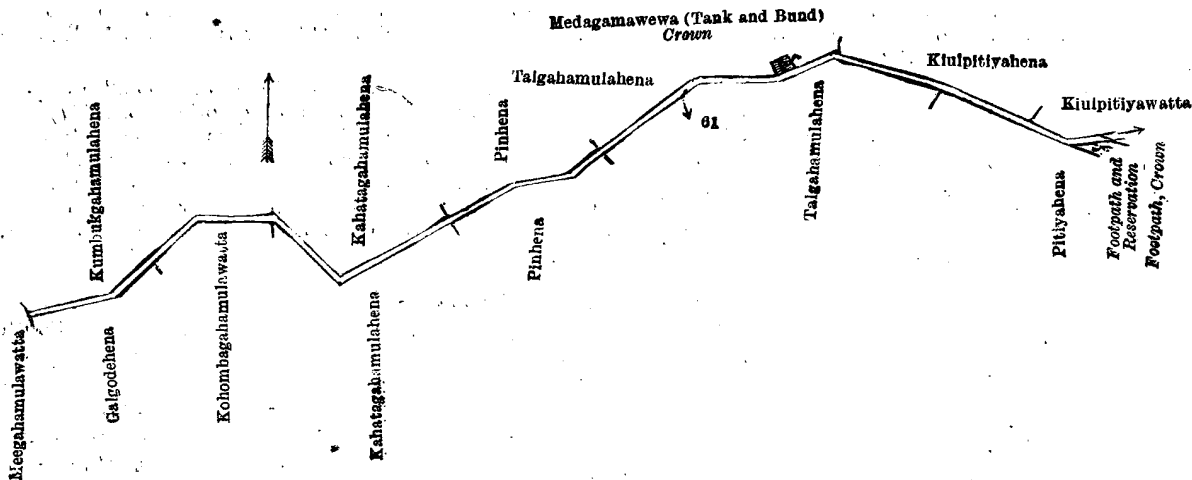 Medagamawewa (Tank and Bund)
Crown
Talgahamulahena
Kiulpitiyahena
Kiulpitiyawatta
Kumbukgahamulahena
Kahatagahamulahena
Pinhena
61
Meegahamulawatta
Galgodehena
Kohombagahamulawatta
Kahatagahamulahena
Pinhena
Talgahamulahena
Pitiyahena
Footpath and
Reservation
Footpath, Crown